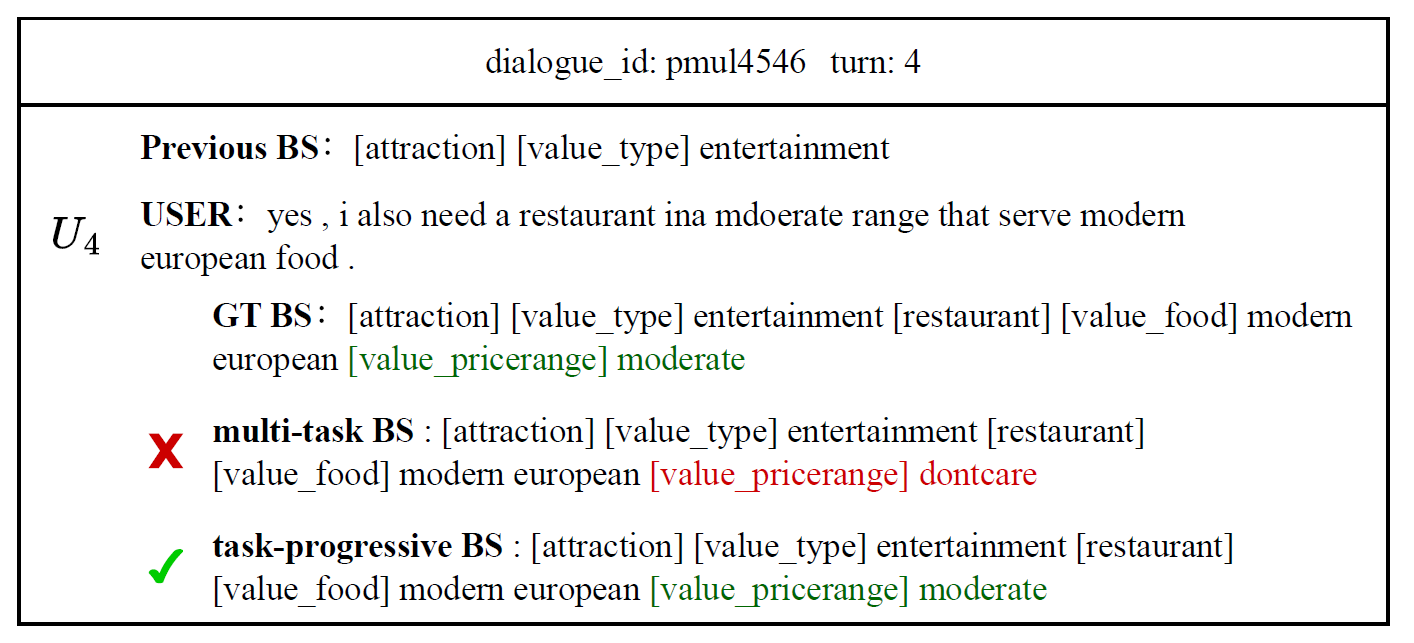 dialogue_id: pmul4546 turn: 4
Previous BS: [attraction] [value_type] entertainment
U4
USER: yes , i also need a restaurant ina mdoerate range that serve modern
european food .
GT BS: [attraction] [value_type] entertainment [restaurant] [value_food] modern
european [value_pricerange] moderate
X
multi-task BS : [attraction] [value_type] entertainment [restaurant]
[value_food] modern european [value_pricerange] dontcare
✓
task-progressive BS : [attraction] [value_type] entertainment [restaurant]
[value_food] modern european [value_pricerange] moderate